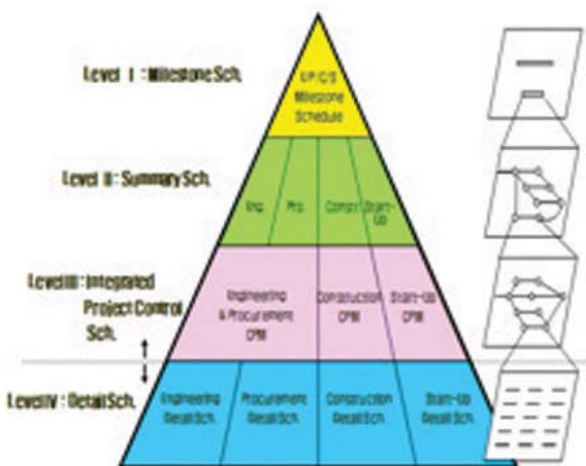 Level Ⅰ : Milestone Sch.
E/P/C/S
Milestone
Schedule
Level Ⅱ : Summary Sch.
Eng
Pro
Const
Start-
Up
Level Ⅲ : Integrated
Project Control
Sch.
Engineering
& Procurement
CPM
Construction
CPM
Start-Up
CPM
Level Ⅳ : Detail Sch.
Engineering
Detail Sch.
Procurement
Detail Sch.
Construction
Detail Sch.
Start-Up
Detail Sch.